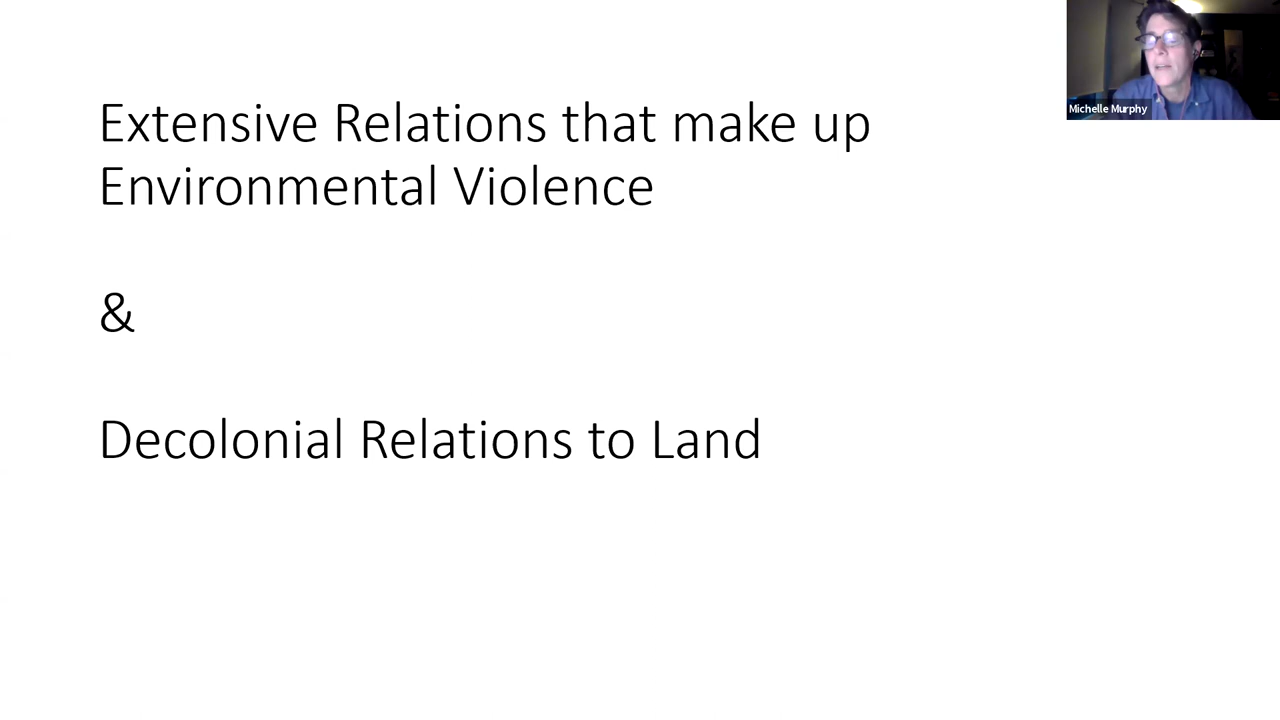 Michelle Murphy
Extensive Relations that make up
Environmental Violence
&
Decolonial Relations to Land